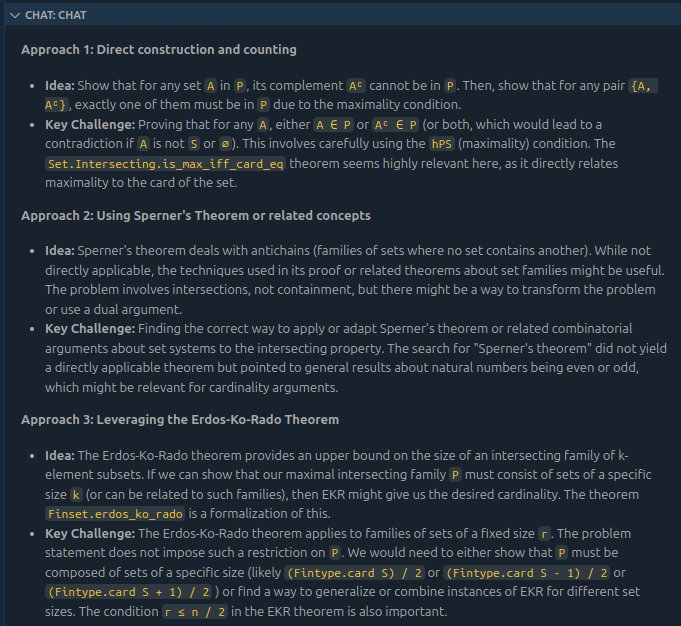 CHAT: CHAT
Approach 1: Direct construction and counting
• Idea: Show that for any set A in P, its complement Aᶜ cannot be in P. Then, show that for any pair {A,
Aᶜ}, exactly one of them must be in P due to the maximality condition.
• Key Challenge: Proving that for any A, either A ∈ P or Aᶜ ∈ P (or both, which would lead to a
contradiction if A is not S or ∅). This involves carefully using the hPS (maximality) condition. The
Set.Intersecting.is_max_iff_card_eq theorem seems highly relevant here, as it directly relates
maximality to the card of the set.
Approach 2: Using Sperner's Theorem or related concepts
• Idea: Sperner's theorem deals with antichains (families of sets where no set contains another). While not
directly applicable, the techniques used in its proof or related theorems about set families might be useful.
The problem involves intersections, not containment, but there might be a way to transform the problem
or use a dual argument.
• Key Challenge: Finding the correct way to apply or adapt Sperner's theorem or related combinatorial
arguments about set systems to the intersecting property. The search for "Sperner's theorem" did not yield
a directly applicable theorem but pointed to general results about natural numbers being even or odd,
which might be relevant for cardinality arguments.
Approach 3: Leveraging the Erdos-Ko-Rado Theorem
• Idea: The Erdos-Ko-Rado theorem provides an upper bound on the size of an intersecting family of k-
element subsets. If we can show that our maximal intersecting family P must consist of sets of a specific
size k (or can be related to such families), then EKR might give us the desired cardinality. The theorem
Finset.erdos_ko_rado is a formalization of this.
• Key Challenge: The Erdos-Ko-Rado theorem applies to families of sets of a fixed size r. The problem
statement does not impose such a restriction on P. We would need to either show that P must be
composed of sets of a specific size (likely (Fintype.card S) / 2 or (Fintype.card S - 1) / 2 or
(Fintype.card S + 1) / 2 ) or find a way to generalize or combine instances of EKR for different set
sizes. The condition r ≤ n / 2 in the EKR theorem is also important.